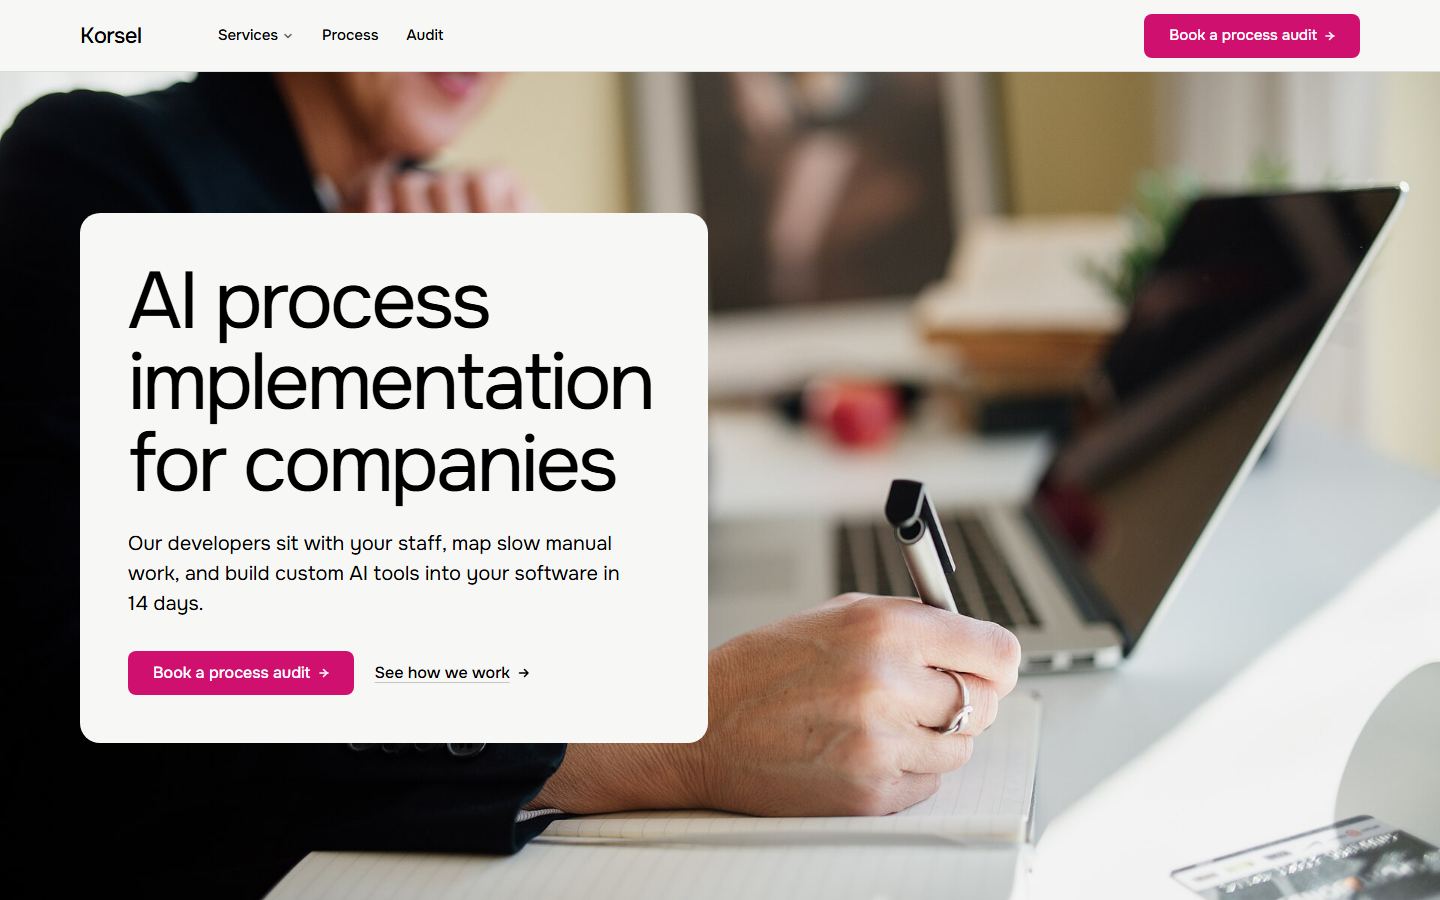 Korsel
Services
Process
Audit
Book a process audit →
AI process
implementation
for companies
Our developers sit with your staff, map slow manual
work, and build custom AI tools into your software in
14 days.
Book a process audit →
See how we work →